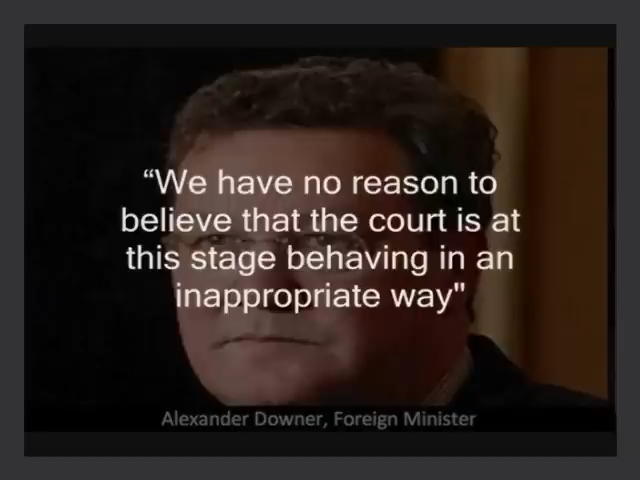 “We have no reason to
believe that the court is at
this stage behaving in an
inappropriate way"
Alexander Downer, Foreign Minister